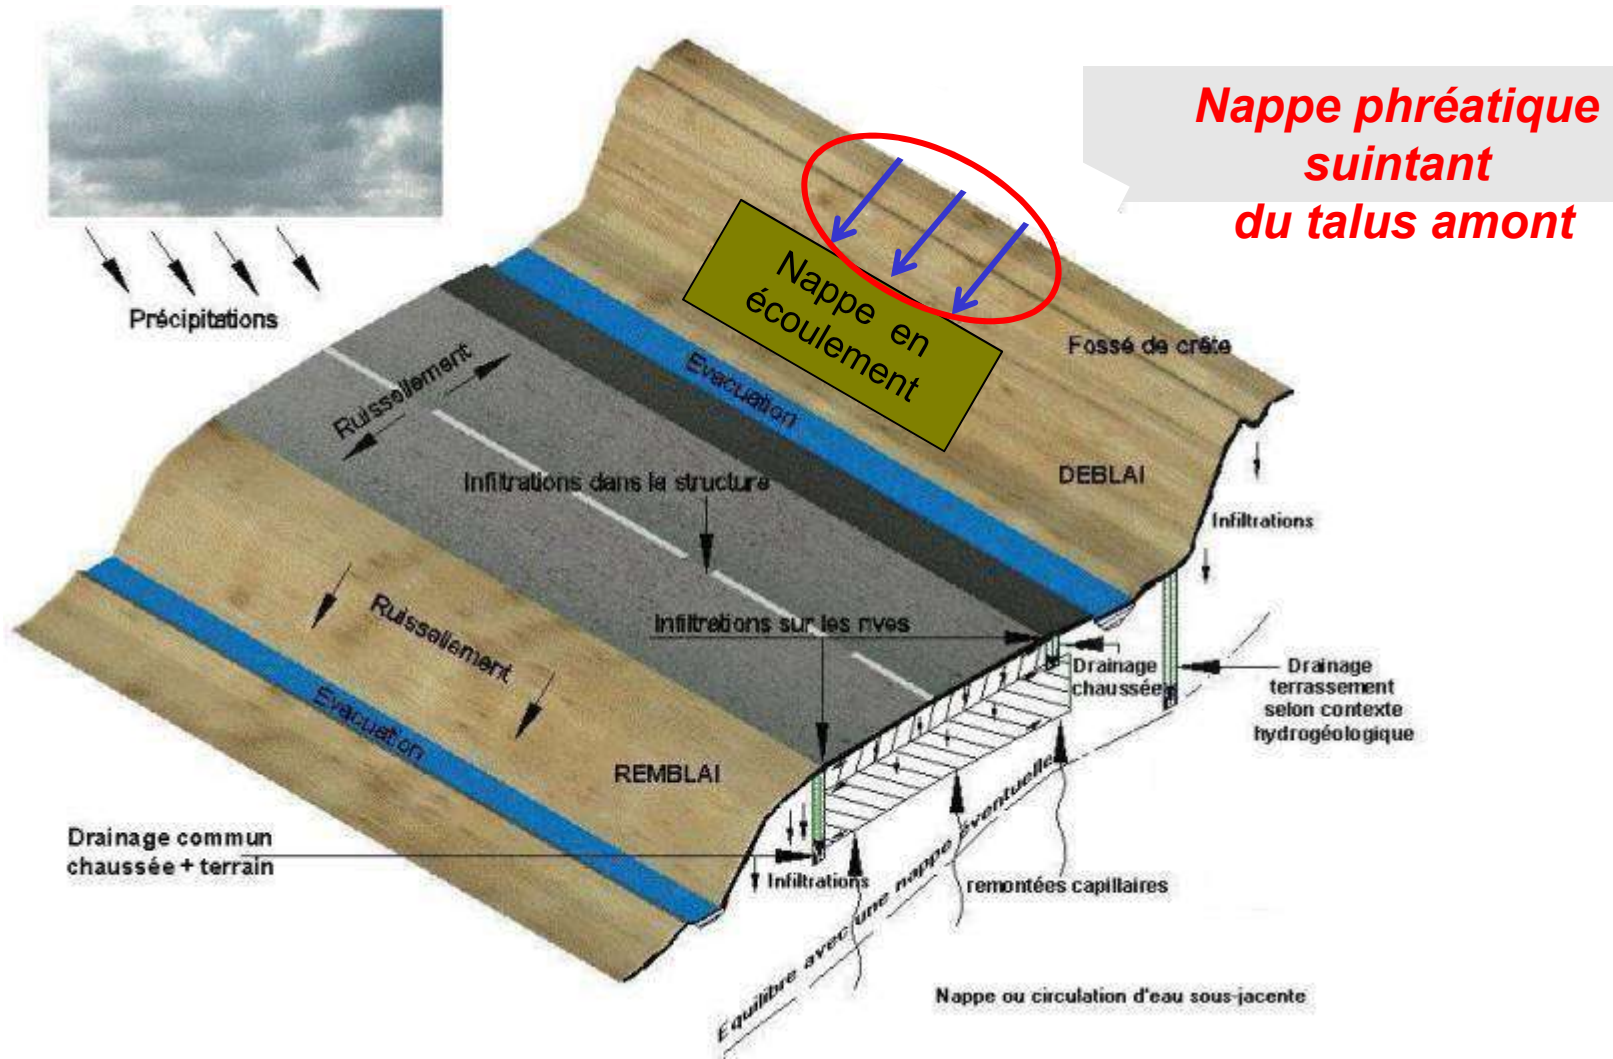 Nappe phréatique
suintant
du talus amont
Précipitations
Nappe en
écoulement
Fossé de crête
Ruissellement
Evacuation
Infiltrations dans la structure
DEBLAI
Infiltrations
Ruissellement
Infiltrations sur les rives
Drainage
chaussée
Drainage
terrassement
selon contexte
hydrogéologique
Evacuation
REMBLAI
Drainage commun
chaussée + terrain
Infiltrations
remontées capillaires
Equilibre avec une nappe éventuelle
Nappe ou circulation d'eau sous-jacente